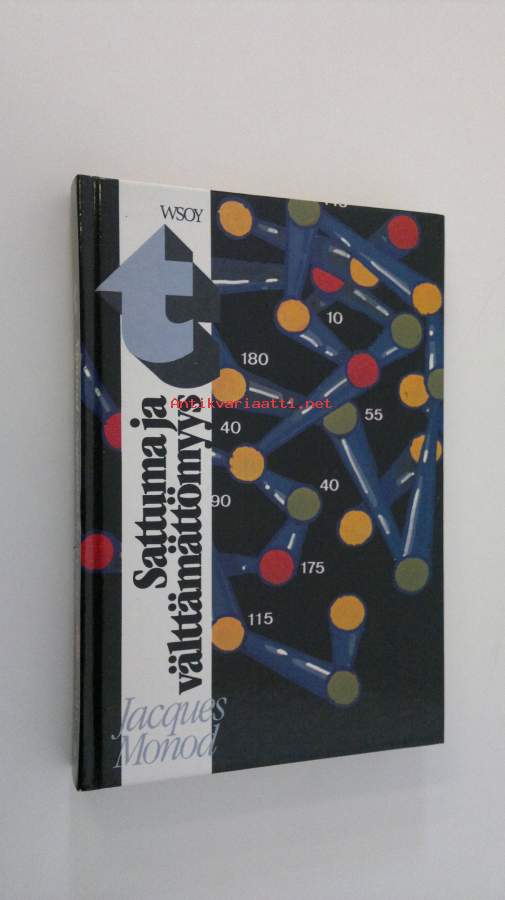 WSOY
t
Sattuma ja
välttämättömyys
Jacques
Monod
10
180
Antikvariaatti.net
55
40
40
90
175
115